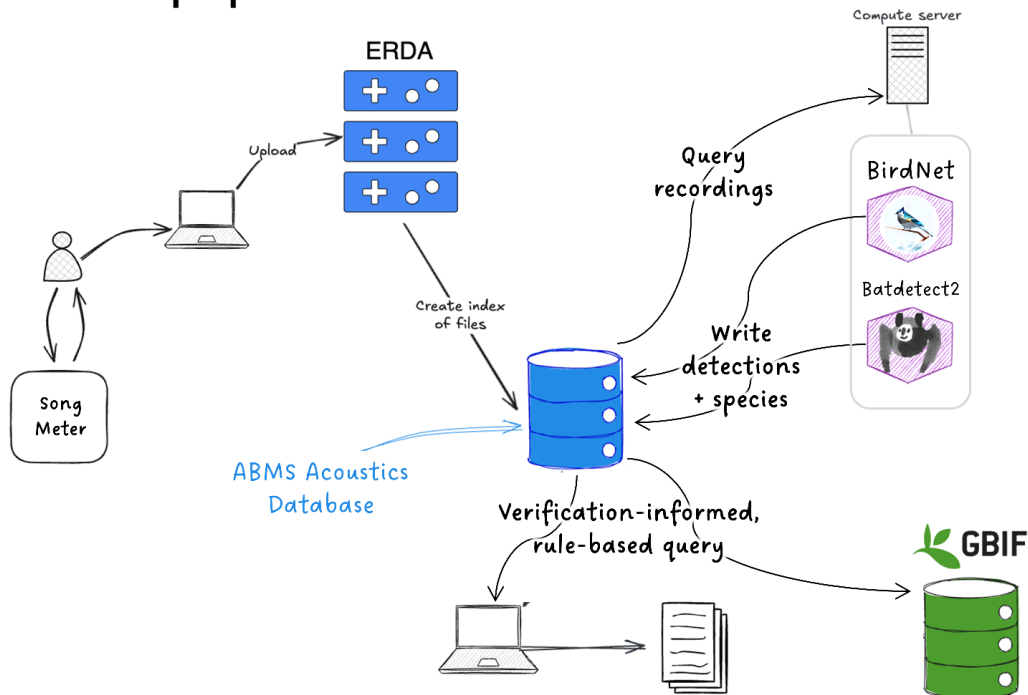 Compute server
ERDA
Upload
Query
recordings
BirdNet
Batdetect2
Create index
of files
Write
detections
+ species
Song
Meter
ABMS Acoustics
Database
Verification-informed,
rule-based query
GBIF